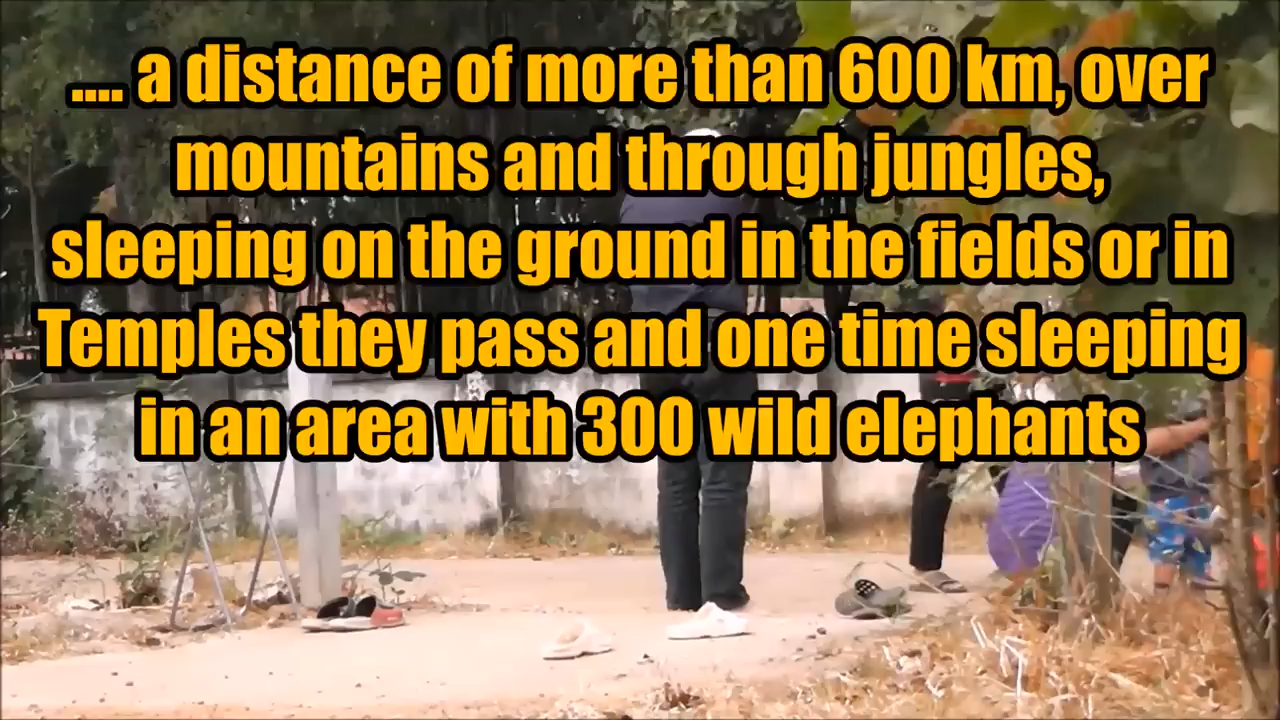 .... a distance of more than 600 km, over
mountains and through jungles,
sleeping on the ground in the fields or in
Temples they pass and one time sleeping
in an area with 300 wild elephants